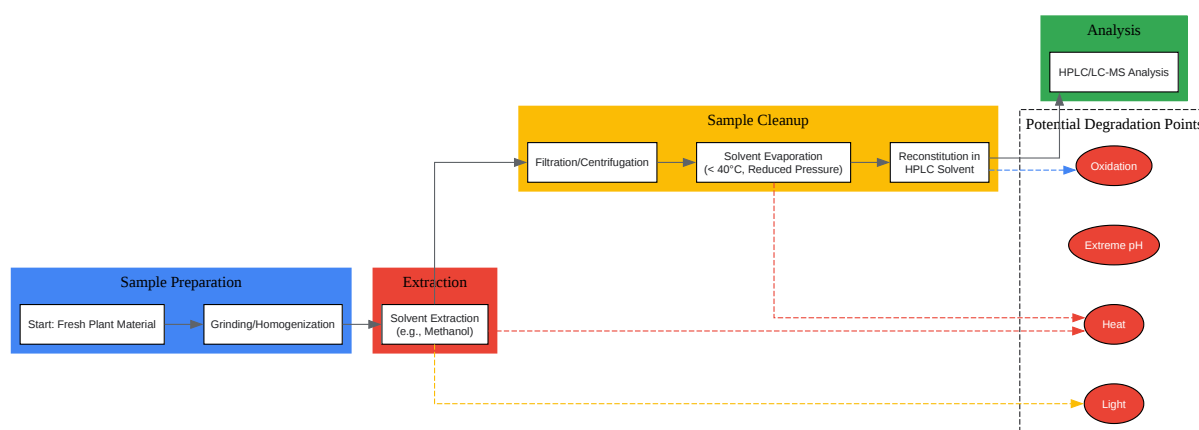 Analysis
HPLC/LC-MS Analysis
Potential Degradation Points
Sample Cleanup
Filtration/Centrifugation
Solvent Evaporation
(< 40°C, Reduced Pressure)
Reconstitution in
HPLC Solvent
Oxidation
Extreme pH
Sample Preparation
Start: Fresh Plant Material
Grinding/Homogenization
Extraction
Solvent Extraction
(e.g., Methanol)
Heat
Light